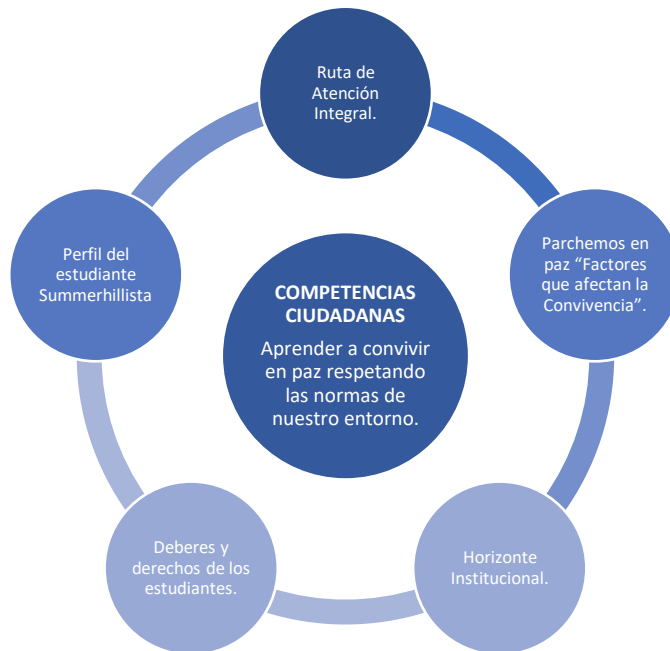 Ruta de
Atención
Integral.
Perfil del
estudiante
Summerhillista
Parchemos en
paz “Factores
que afectan la
Convivencia”.
COMPETENCIAS
CIUDADANAS
Aprender a convivir
en paz respetando
las normas de
nuestro entorno.
Deberes y
derechos de los
estudiantes.
Horizonte
Institucional.